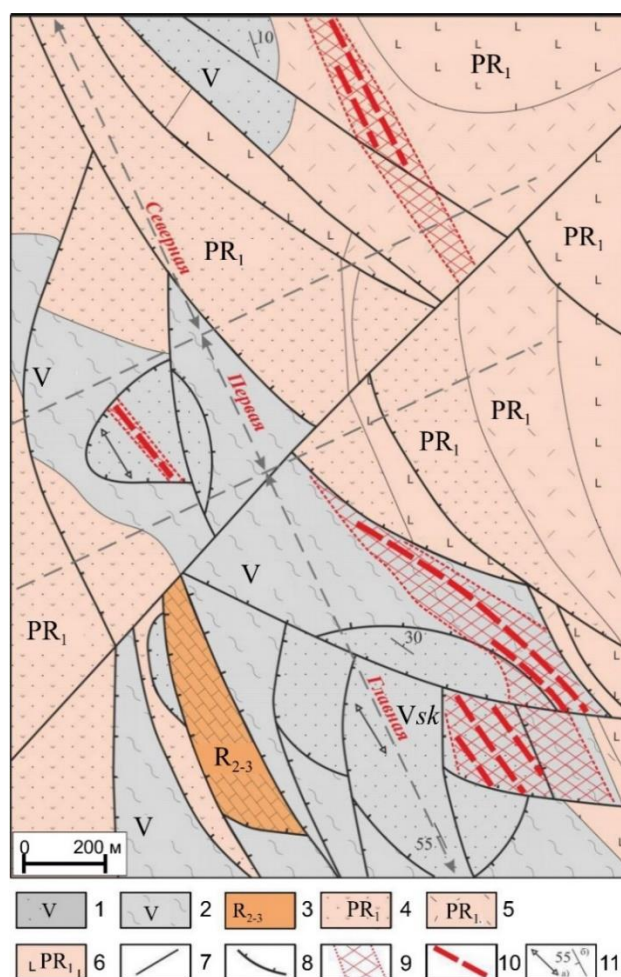 10
PR₁
V
PR₁
PR₁
Северная
V
Первая
PR₁
PR₁
V
30
PR₁
Vsk
Главная
R₂₋₃
V
55
0 200 м
V 1 V 2 R₂₋₃ 3 PR₁ 4 PR₁ 5
L PR₁ L 6 7 8 9 10 55 а) б) 11